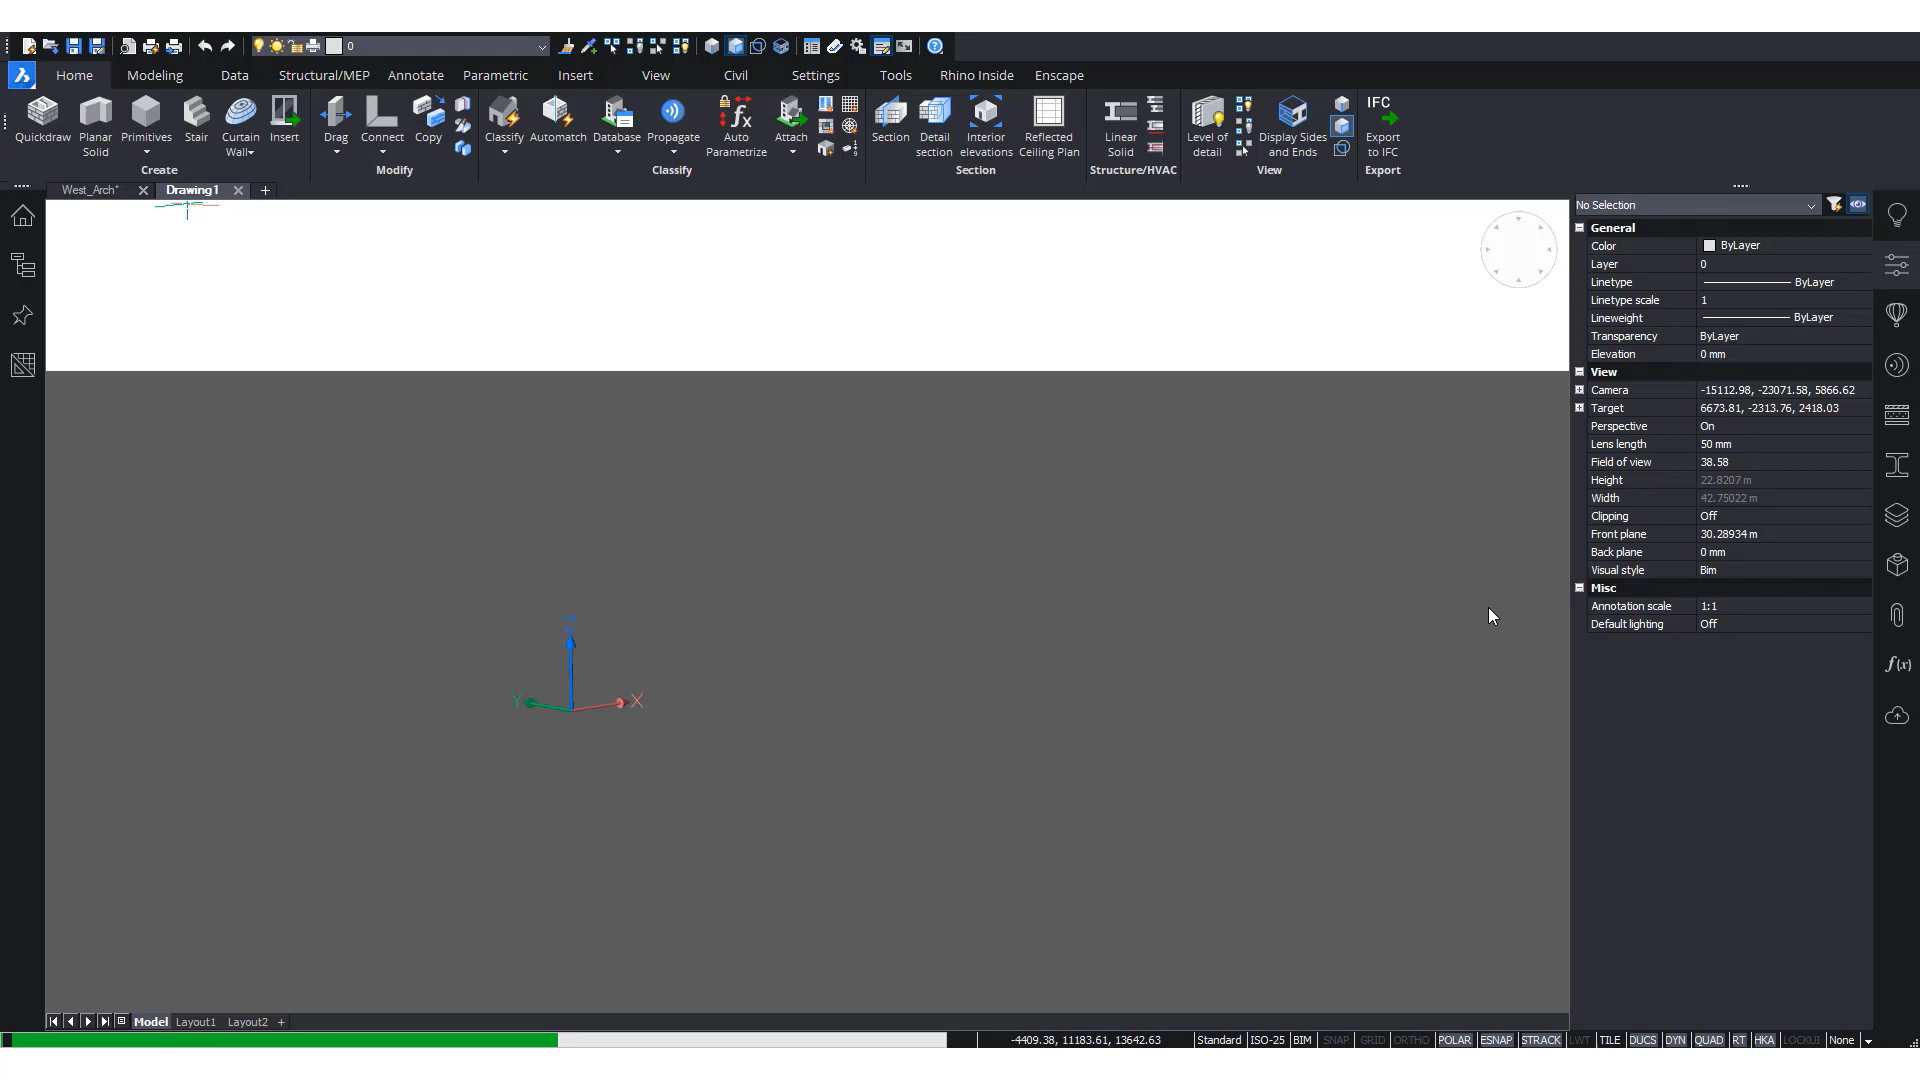 0
Home Modeling Data Structural/MEP Annotate Parametric Insert View Civil Settings Tools Rhino Inside Enscape
Quickdraw Planar Solid Primitives Stair Curtain Wall Insert Drag Connect Copy Classify Automatch Database Propagate Auto Parametrize Attach Section Detail section Interior elevations Reflected Ceiling Plan Linear Solid Level of detail Display Sides and Ends IFC Export to IFC
Create Modify Classify Section Structure/HVAC View Export
West_Arch* Drawing1
No Selection
General
Color ByLayer
Layer 0
Linetype ByLayer
Linetype scale 1
Lineweight ByLayer
Transparency ByLayer
Elevation 0 mm
View
Camera -15112.98, -23071.58, 5866.62
Target 6673.81, -2313.76, 2418.03
Perspective On
Lens length 50 mm
Field of view 38.58
Height 22.8207 m
Width 42.75022 m
Clipping Off
Front plane 30.28934 m
Back plane 0 mm
Visual style Bim
Misc
Annotation scale 1:1
Default lighting Off
Z
Y X
f(x)
Model Layout1 Layout2 +
-4409.38, 11183.61, 13642.63 Standard ISO-25 BIM SNAP GRID ORTHO POLAR ESNAP STRACK LWT TILE DUCS DYN QUAD RT HKA LOCKUI None